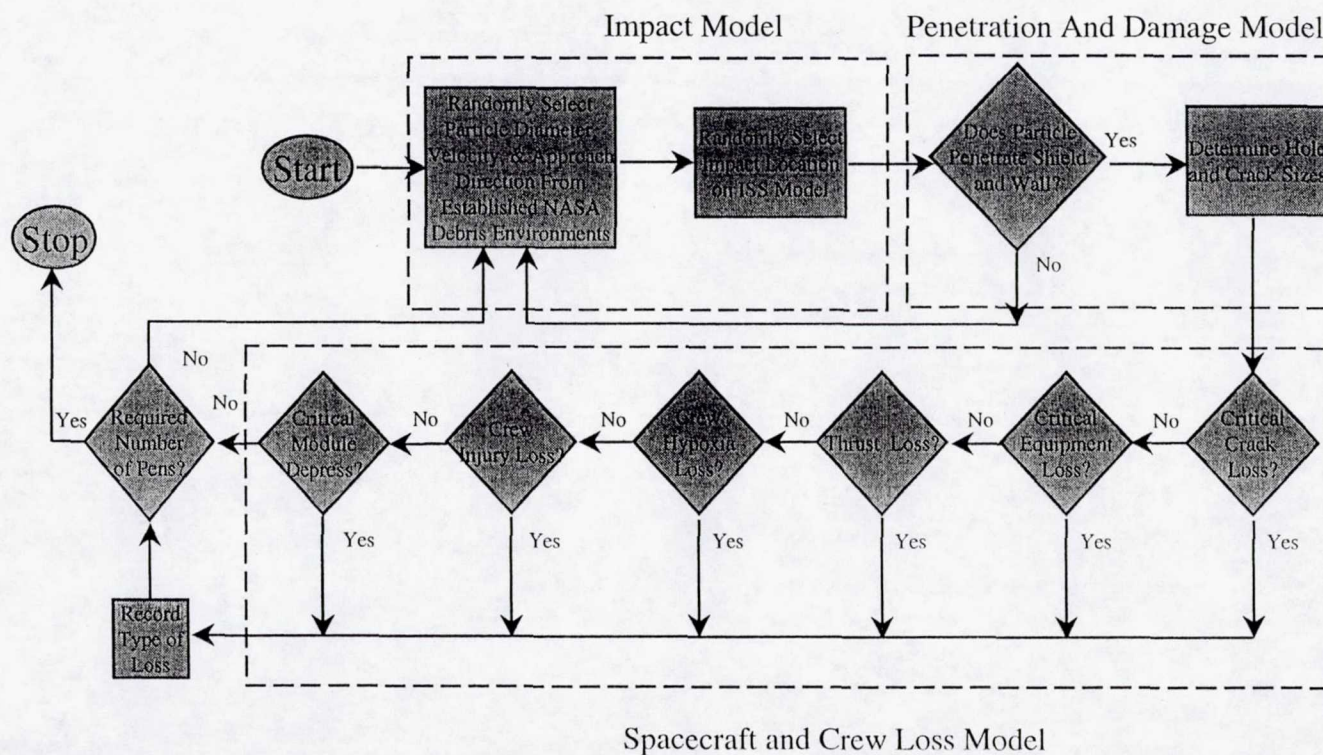 Impact Model
Penetration And Damage Model
Start
Randomly Select
Particle Diameter,
Velocity, & Approach
Direction From
Established NASA
Debris Environments
Randomly Select
Impact Location
on ISS Model
Does Particle
Penetrate Shield
and Wall?
Yes
No
Determine Hole
and Crack Sizes
Stop
Yes
Required
Number
of Pens?
No
No
Critical
Module
Depress?
No
Crew
Injury Loss?
No
Crew
Hypoxia
Loss?
No
Thrust Loss?
No
Critical
Equipment
Loss?
No
Critical
Crack
Loss?
Yes
Yes
Yes
Yes
Yes
Yes
Record
Type of
Loss
Spacecraft and Crew Loss Model